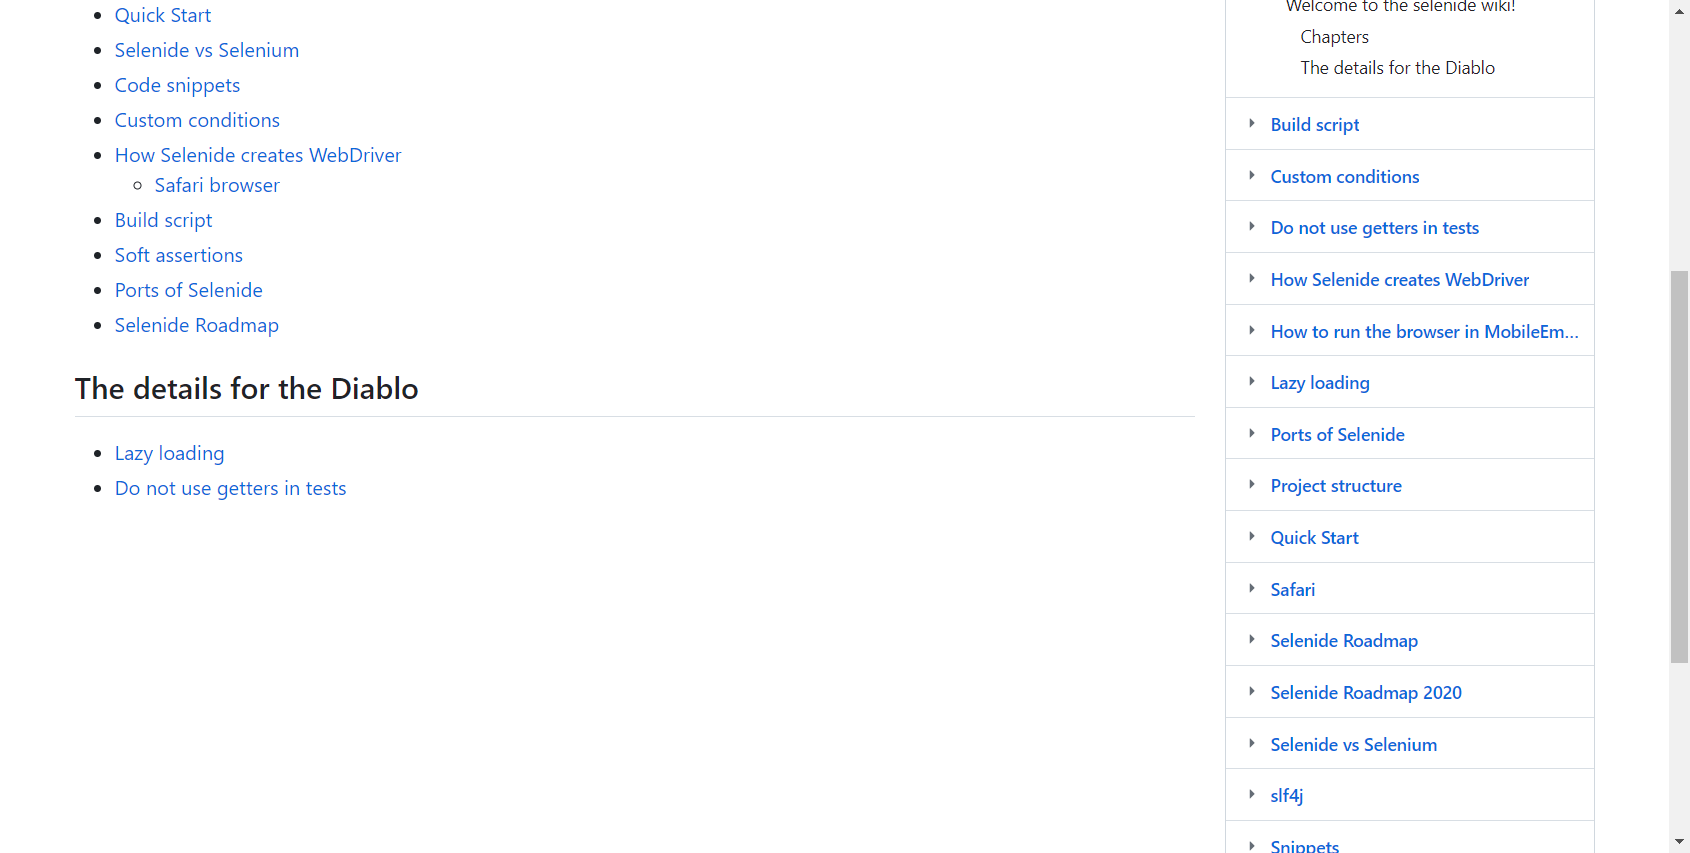 Quick Start
Selenide vs Selenium
Code snippets
Custom conditions
How Selenide creates WebDriver
Safari browser
Build script
Soft assertions
Ports of Selenide
Selenide Roadmap
The details for the Diablo
Lazy loading
Do not use getters in tests
Welcome to the selenide wiki!
Chapters
The details for the Diablo
Build script
Custom conditions
Do not use getters in tests
How Selenide creates WebDriver
How to run the browser in MobileEm...
Lazy loading
Ports of Selenide
Project structure
Quick Start
Safari
Selenide Roadmap
Selenide Roadmap 2020
Selenide vs Selenium
slf4j
Snippets